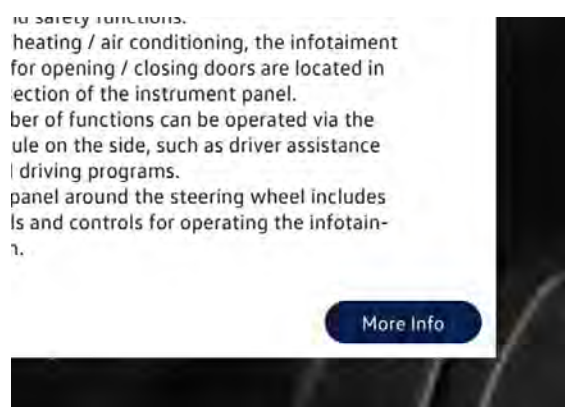 safety functions.
heating / air conditioning, the infotaiment
for opening / closing doors are located in
ection of the instrument panel.
ber of functions can be operated via the
ule on the side, such as driver assistance
driving programs.
panel around the steering wheel includes
ls and controls for operating the infotain-
n.
More Info